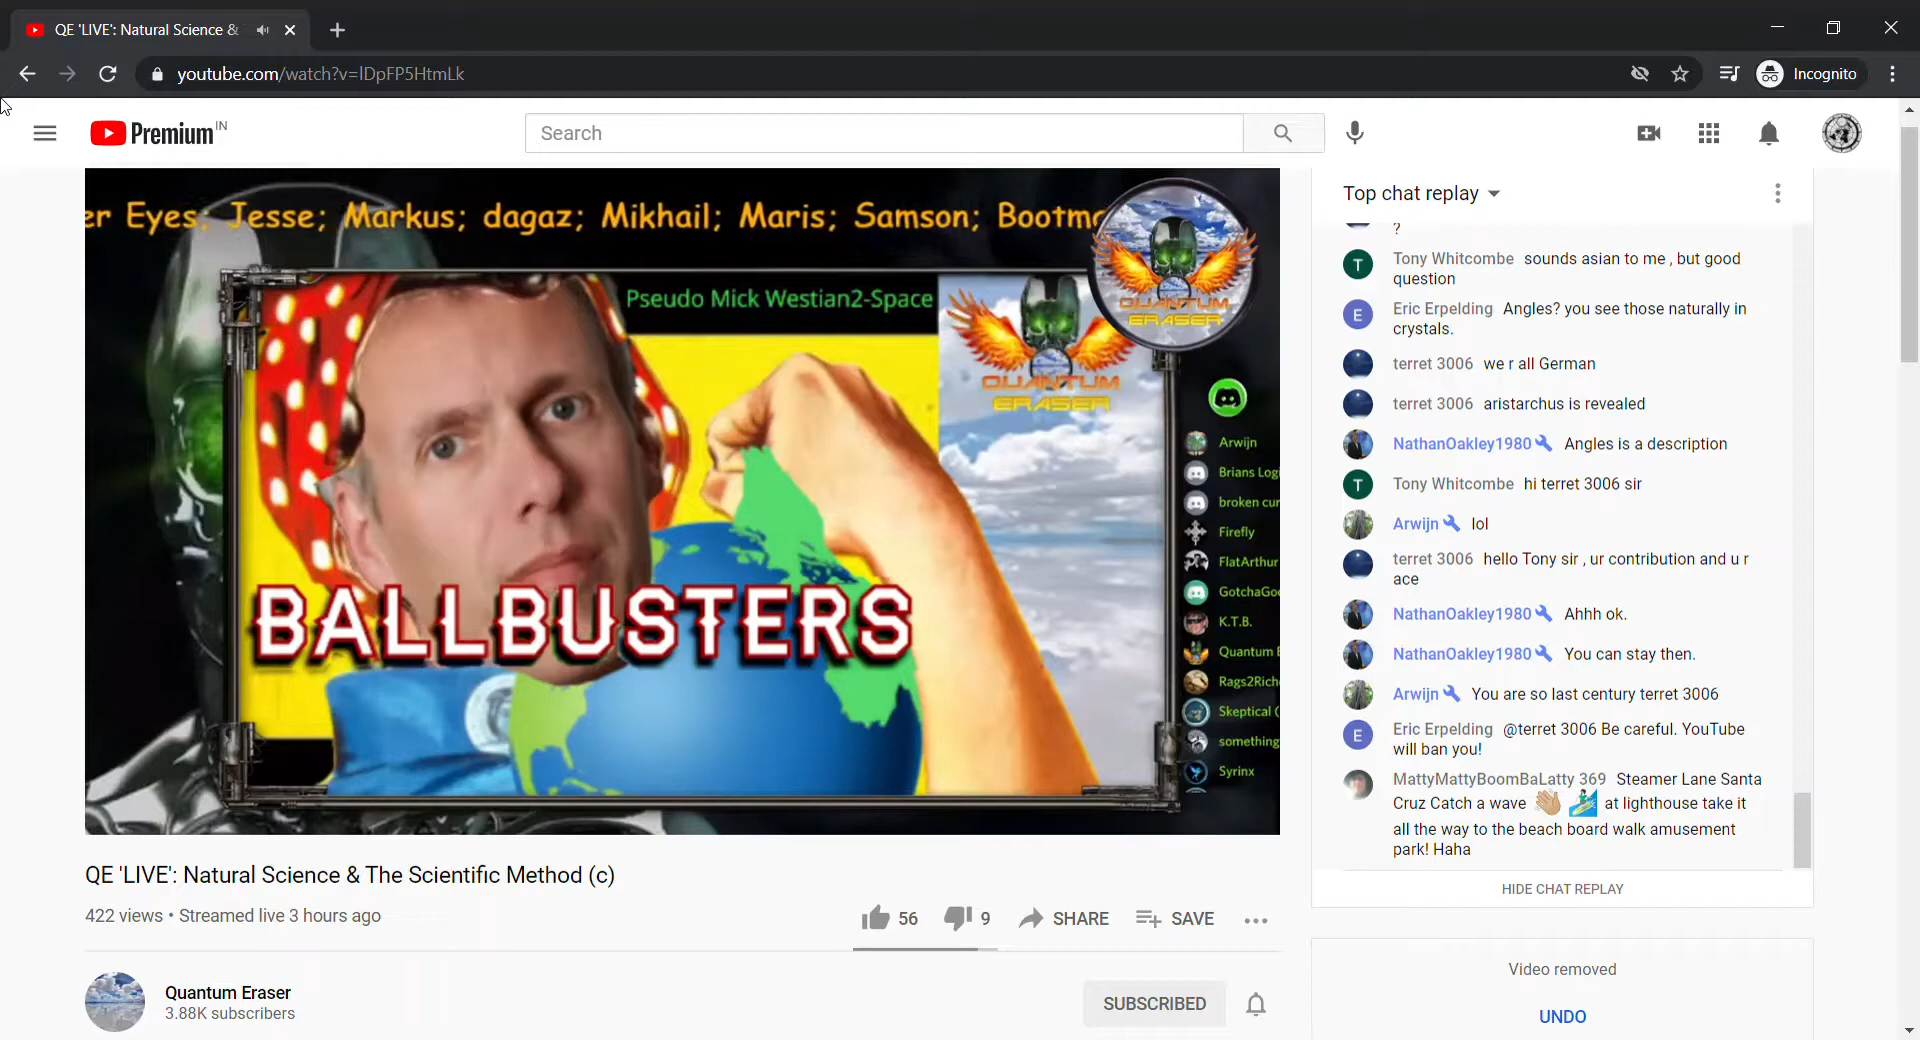 QE 'LIVE': Natural Science &
youtube.com/watch?v=IDpFP5HtmLk
Incognito
Premium IN
Search
er Eyes; Jesse; Markus; dagaz; Mikhail; Maris; Samson; Bootm
Pseudo Mick Westian2-Space
QUANTUM
ERASER
QUANTUM
ERASER
BALLBUSTERS
Arwijn
Brians Logi
broken cur
Firefly
FlatArthur
GotchaGo
K.T.B.
Quantum E
Rags2Rich
Skeptical (
something
Syrinx
QE 'LIVE': Natural Science & The Scientific Method (c)
422 views • Streamed live 3 hours ago
56
9
SHARE
SAVE
Quantum Eraser
3.88K subscribers
SUBSCRIBED
Top chat replay
?
T
Tony Whitcombe sounds asian to me , but good
question
E
Eric Erpelding Angles? you see those naturally in
crystals.
terret 3006 we r all German
terret 3006 aristarchus is revealed
NathanOakley1980 Angles is a description
T
Tony Whitcombe hi terret 3006 sir
Arwijn lol
terret 3006 hello Tony sir , ur contribution and u r
ace
NathanOakley1980 Ahhh ok.
NathanOakley1980 You can stay then.
Arwijn You are so last century terret 3006
E
Eric Erpelding @terret 3006 Be careful. YouTube
will ban you!
MattyMattyBoomBaLatty 369 Steamer Lane Santa
Cruz Catch a wave 👋🏼 🏄🏻‍♂️ at lighthouse take it
all the way to the beach board walk amusement
park! Haha
HIDE CHAT REPLAY
Video removed
UNDO